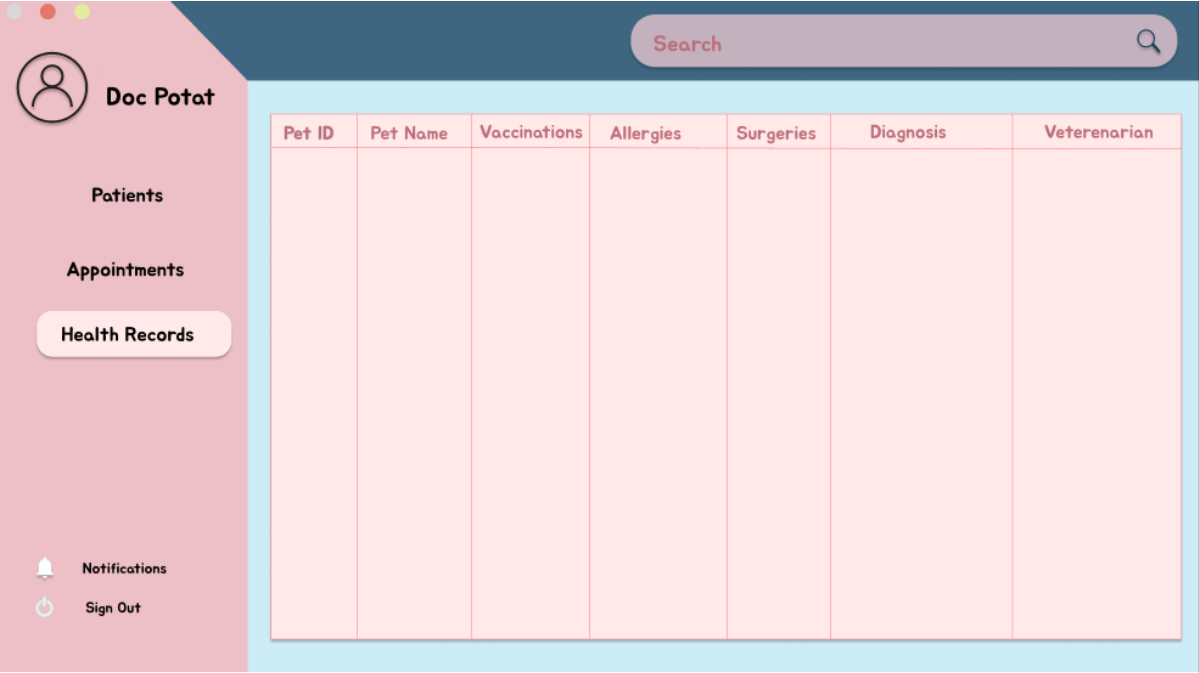 Search
Doc Potat
Pet ID Pet Name Vaccinations Allergies Surgeries Diagnosis Veterenarian
Patients
Appointments
Health Records
Notifications
Sign Out